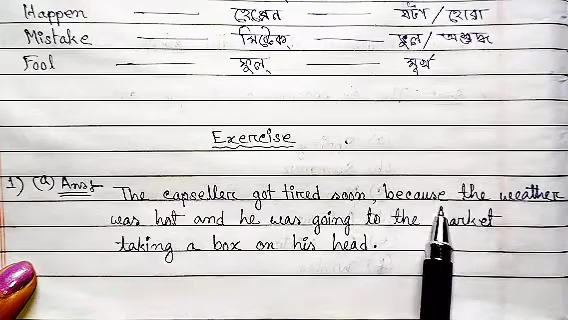 Happen — হেপেন — ঘটা / হোৱা
Mistake — মিষ্টেক্ — ভুল / অশুদ্ধ
Fool — ফুল্ — মূৰ্খ
Exercise
1) (a) Ans: The capseller got tired soon, because the weather
was hot and he was going to the market
taking a box on his head.